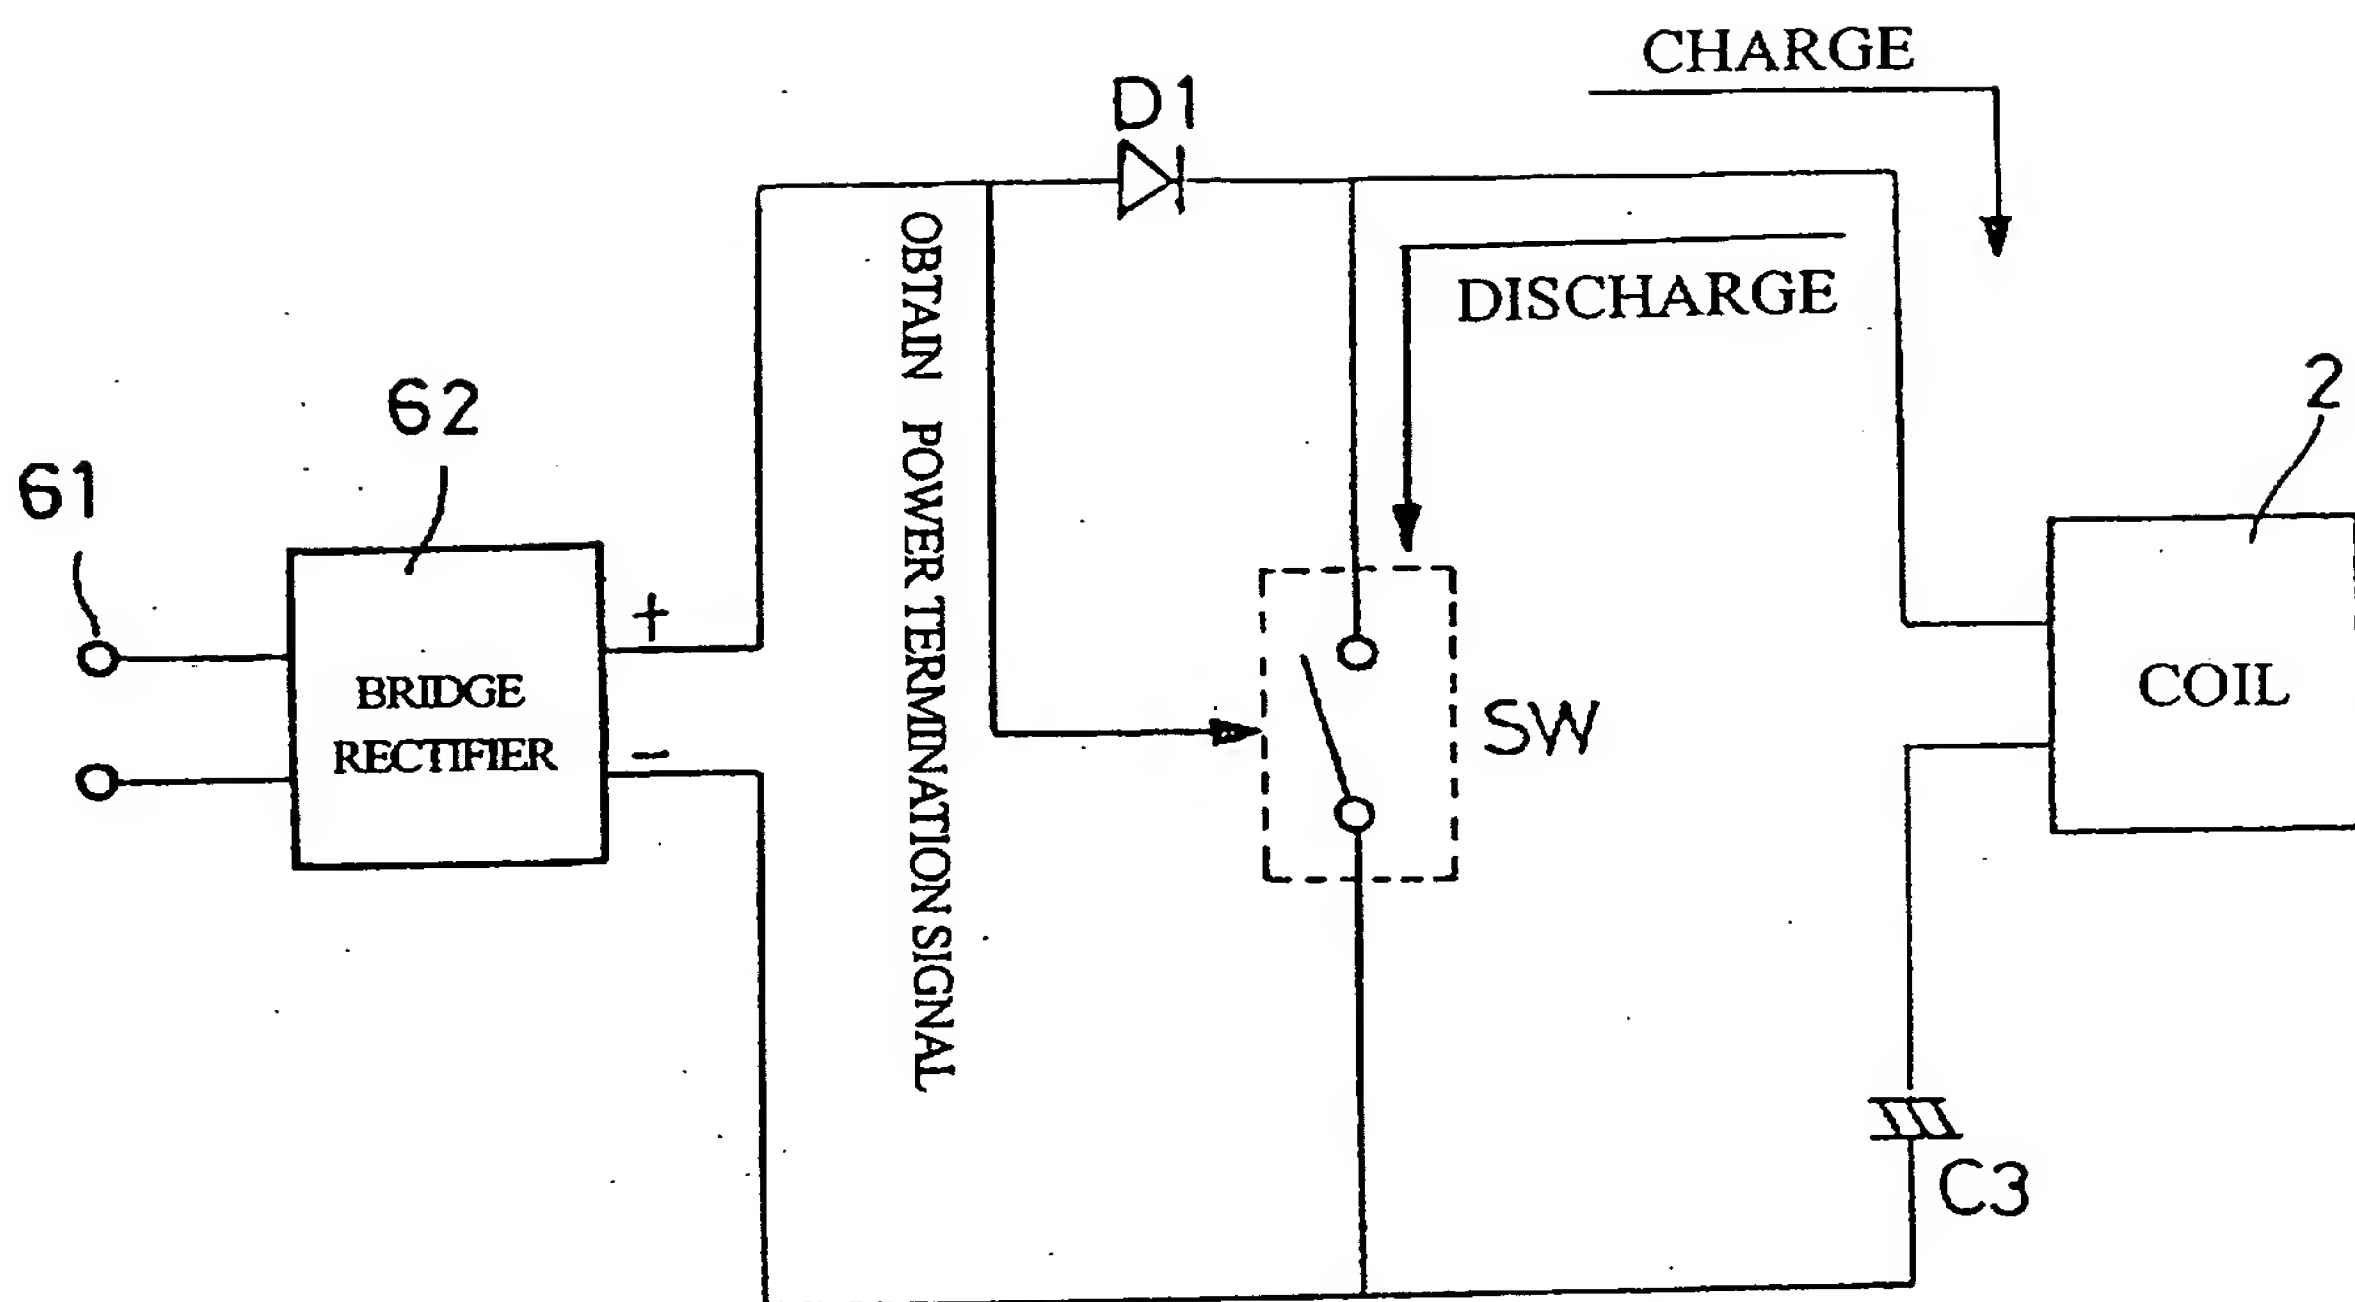 CHARGE
D1
DISCHARGE
OBTAIN POWER TERMINATION SIGNAL
62
2
61
+
BRIDGE
RECTIFIER
−
SW
COIL
C3